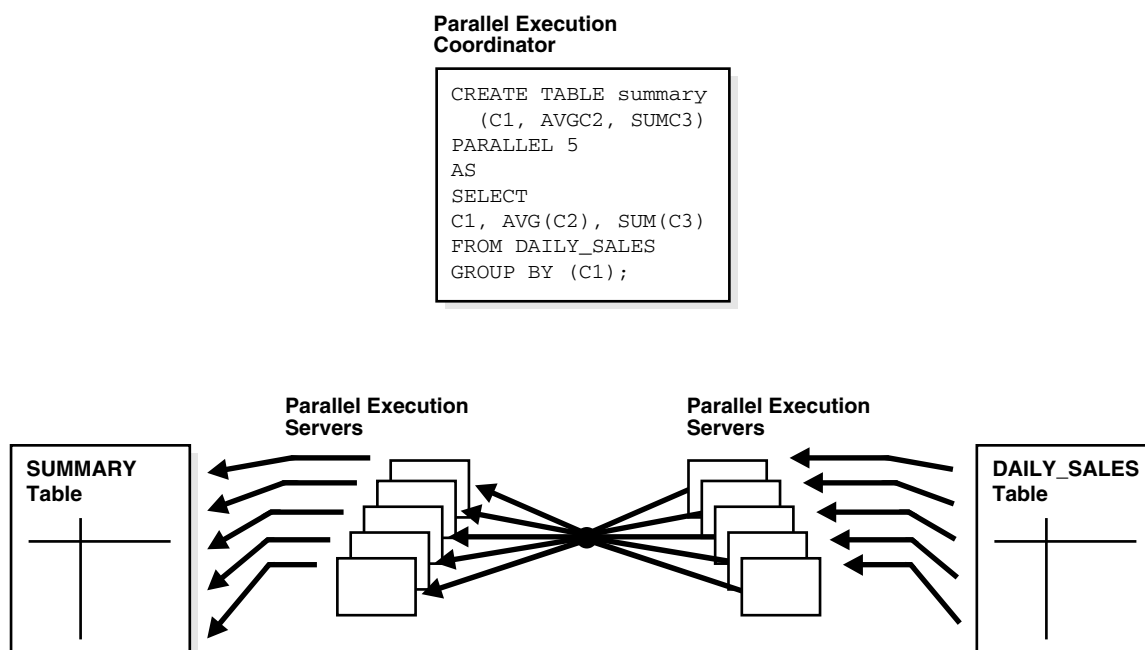 Parallel Execution
Coordinator
CREATE TABLE summary
(C1, AVGC2, SUMC3)
PARALLEL 5
AS
SELECT
C1, AVG(C2), SUM(C3)
FROM DAILY_SALES
GROUP BY (C1);
Parallel Execution
Servers
Parallel Execution
Servers
SUMMARY
Table
DAILY_SALES
Table